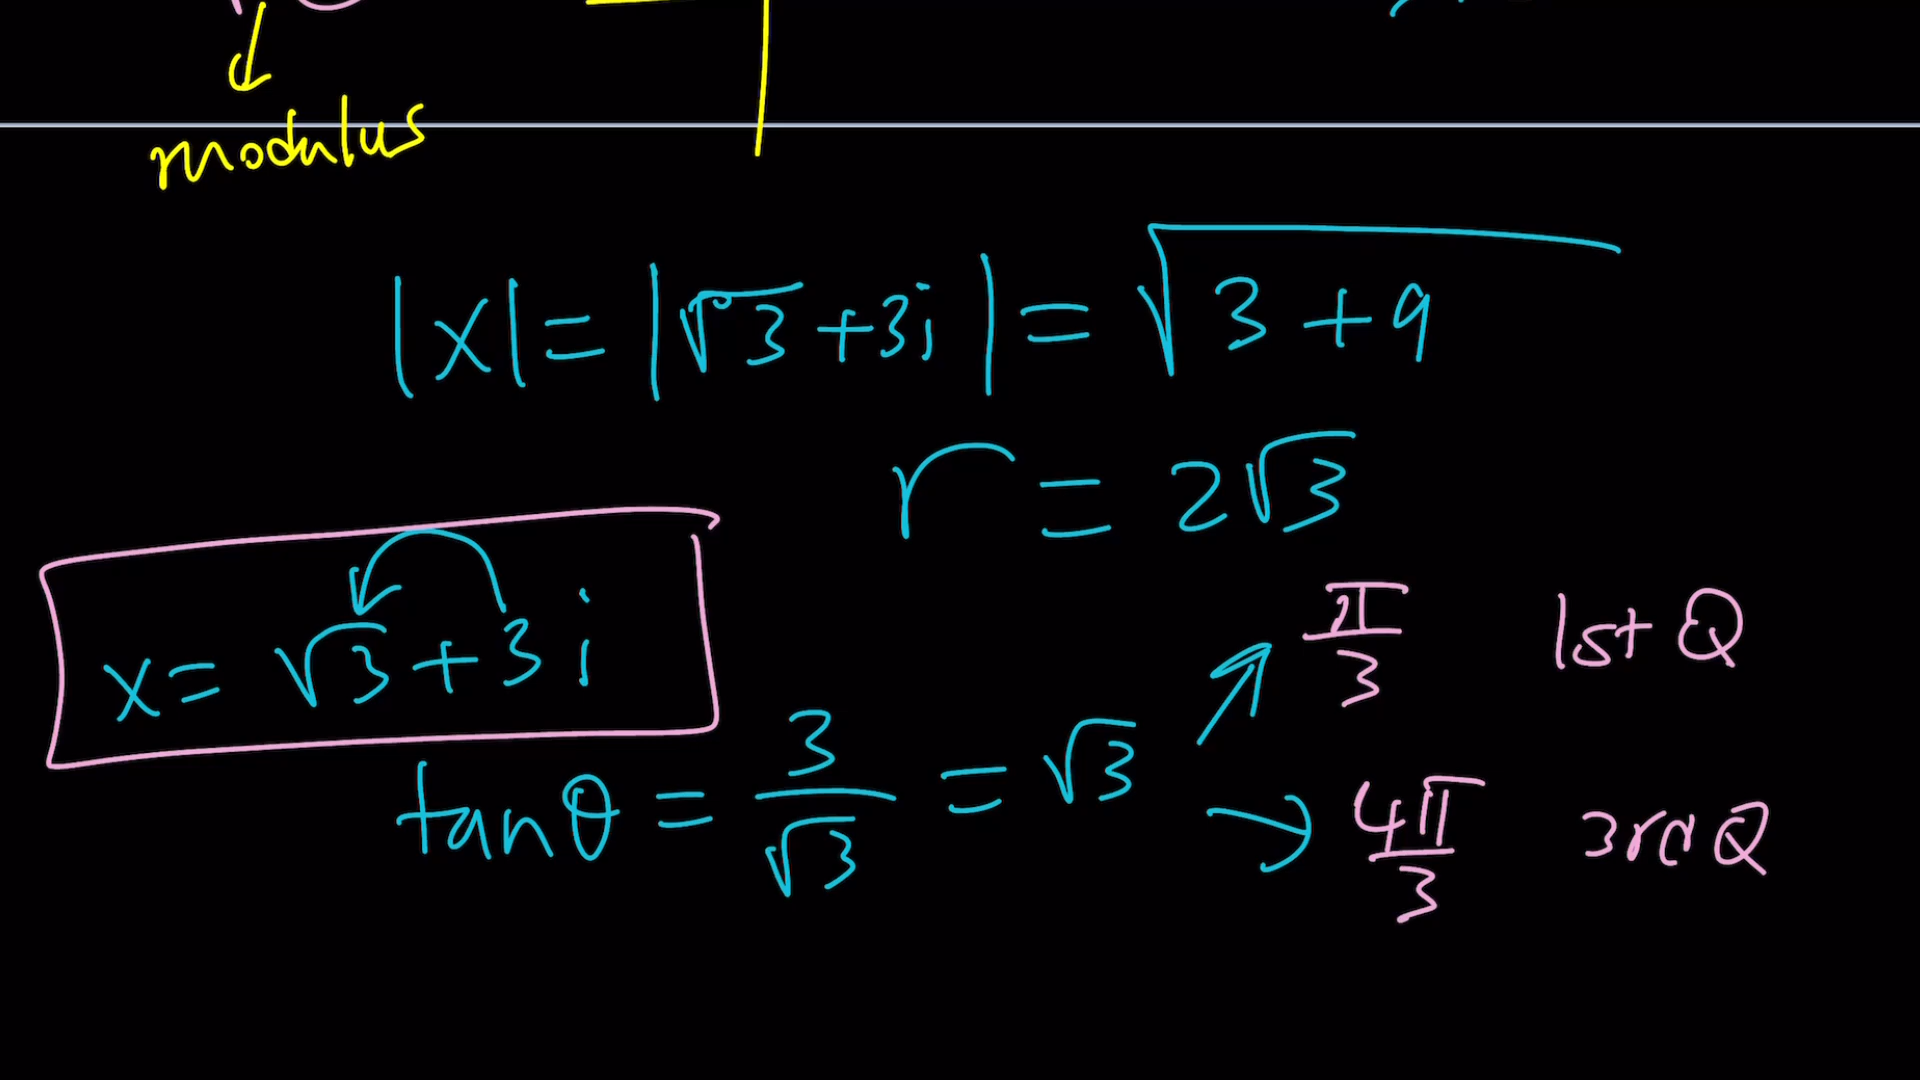 modulus
|x| = |√3 + 3i| = √(3 + 9)
r = 2√3
x = √3 + 3i
tanθ = 3/√3 = √3
π/3 1st Q
4π/3 3rd Q